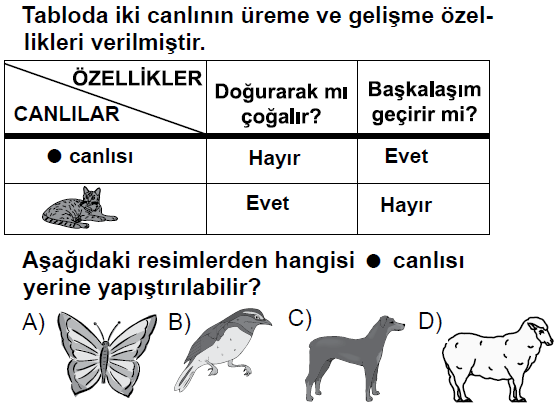 Tabloda iki canlının üreme ve gelişme özel-
likleri verilmiştir.
ÖZELLİKLER
CANLILAR
Doğurarak mı
çoğalır?
Başkalaşım
geçirir mi?
● canlısı
Hayır
Evet
Evet
Hayır
Aşağıdaki resimlerden hangisi ● canlısı
yerine yapıştırılabilir?
A) B) C) D)